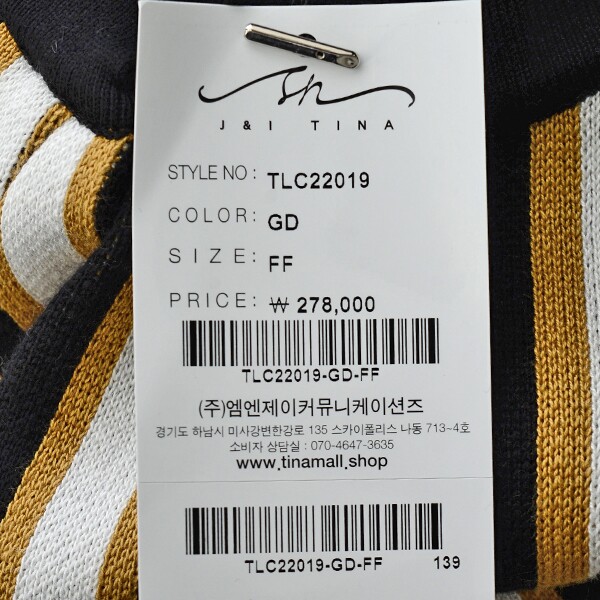 Sn
J & I TINA
STYLE NO : TLC22019
COLOR: GD
SIZE: FF
PRICE: ₩ 278,000
TLC22019-GD-FF
(주)엠엔제이커뮤니케이션즈
경기도 하남시 미사강변한강로 135 스카이폴리스 나동 713~4호
소비자 상담실 : 070-4647-3635
www.tinamall.shop
TLC22019-GD-FF 139